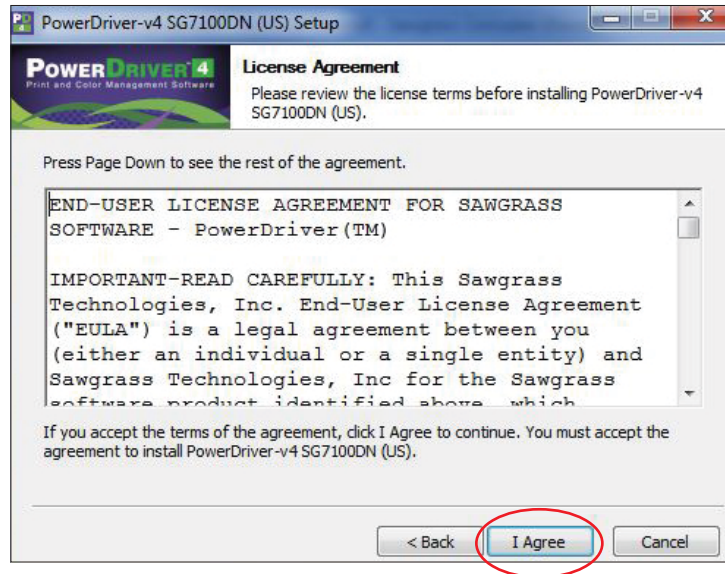 PowerDriver-v4 SG7100DN (US) Setup
POWERDRIVER 4
Print and Color Management Software
License Agreement
Please review the license terms before installing PowerDriver-v4
SG7100DN (US).
Press Page Down to see the rest of the agreement.
END-USER LICENSE AGREEMENT FOR SAWGRASS
SOFTWARE - PowerDriver(TM)
IMPORTANT-READ CAREFULLY: This Sawgrass
Technologies, Inc. End-User License Agreement
("EULA") is a legal agreement between you
(either an individual or a single entity) and
Sawgrass Technologies, Inc for the Sawgrass
software product identified above, which
If you accept the terms of the agreement, click I Agree to continue. You must accept the
agreement to install PowerDriver-v4 SG7100DN (US).
< Back
I Agree
Cancel